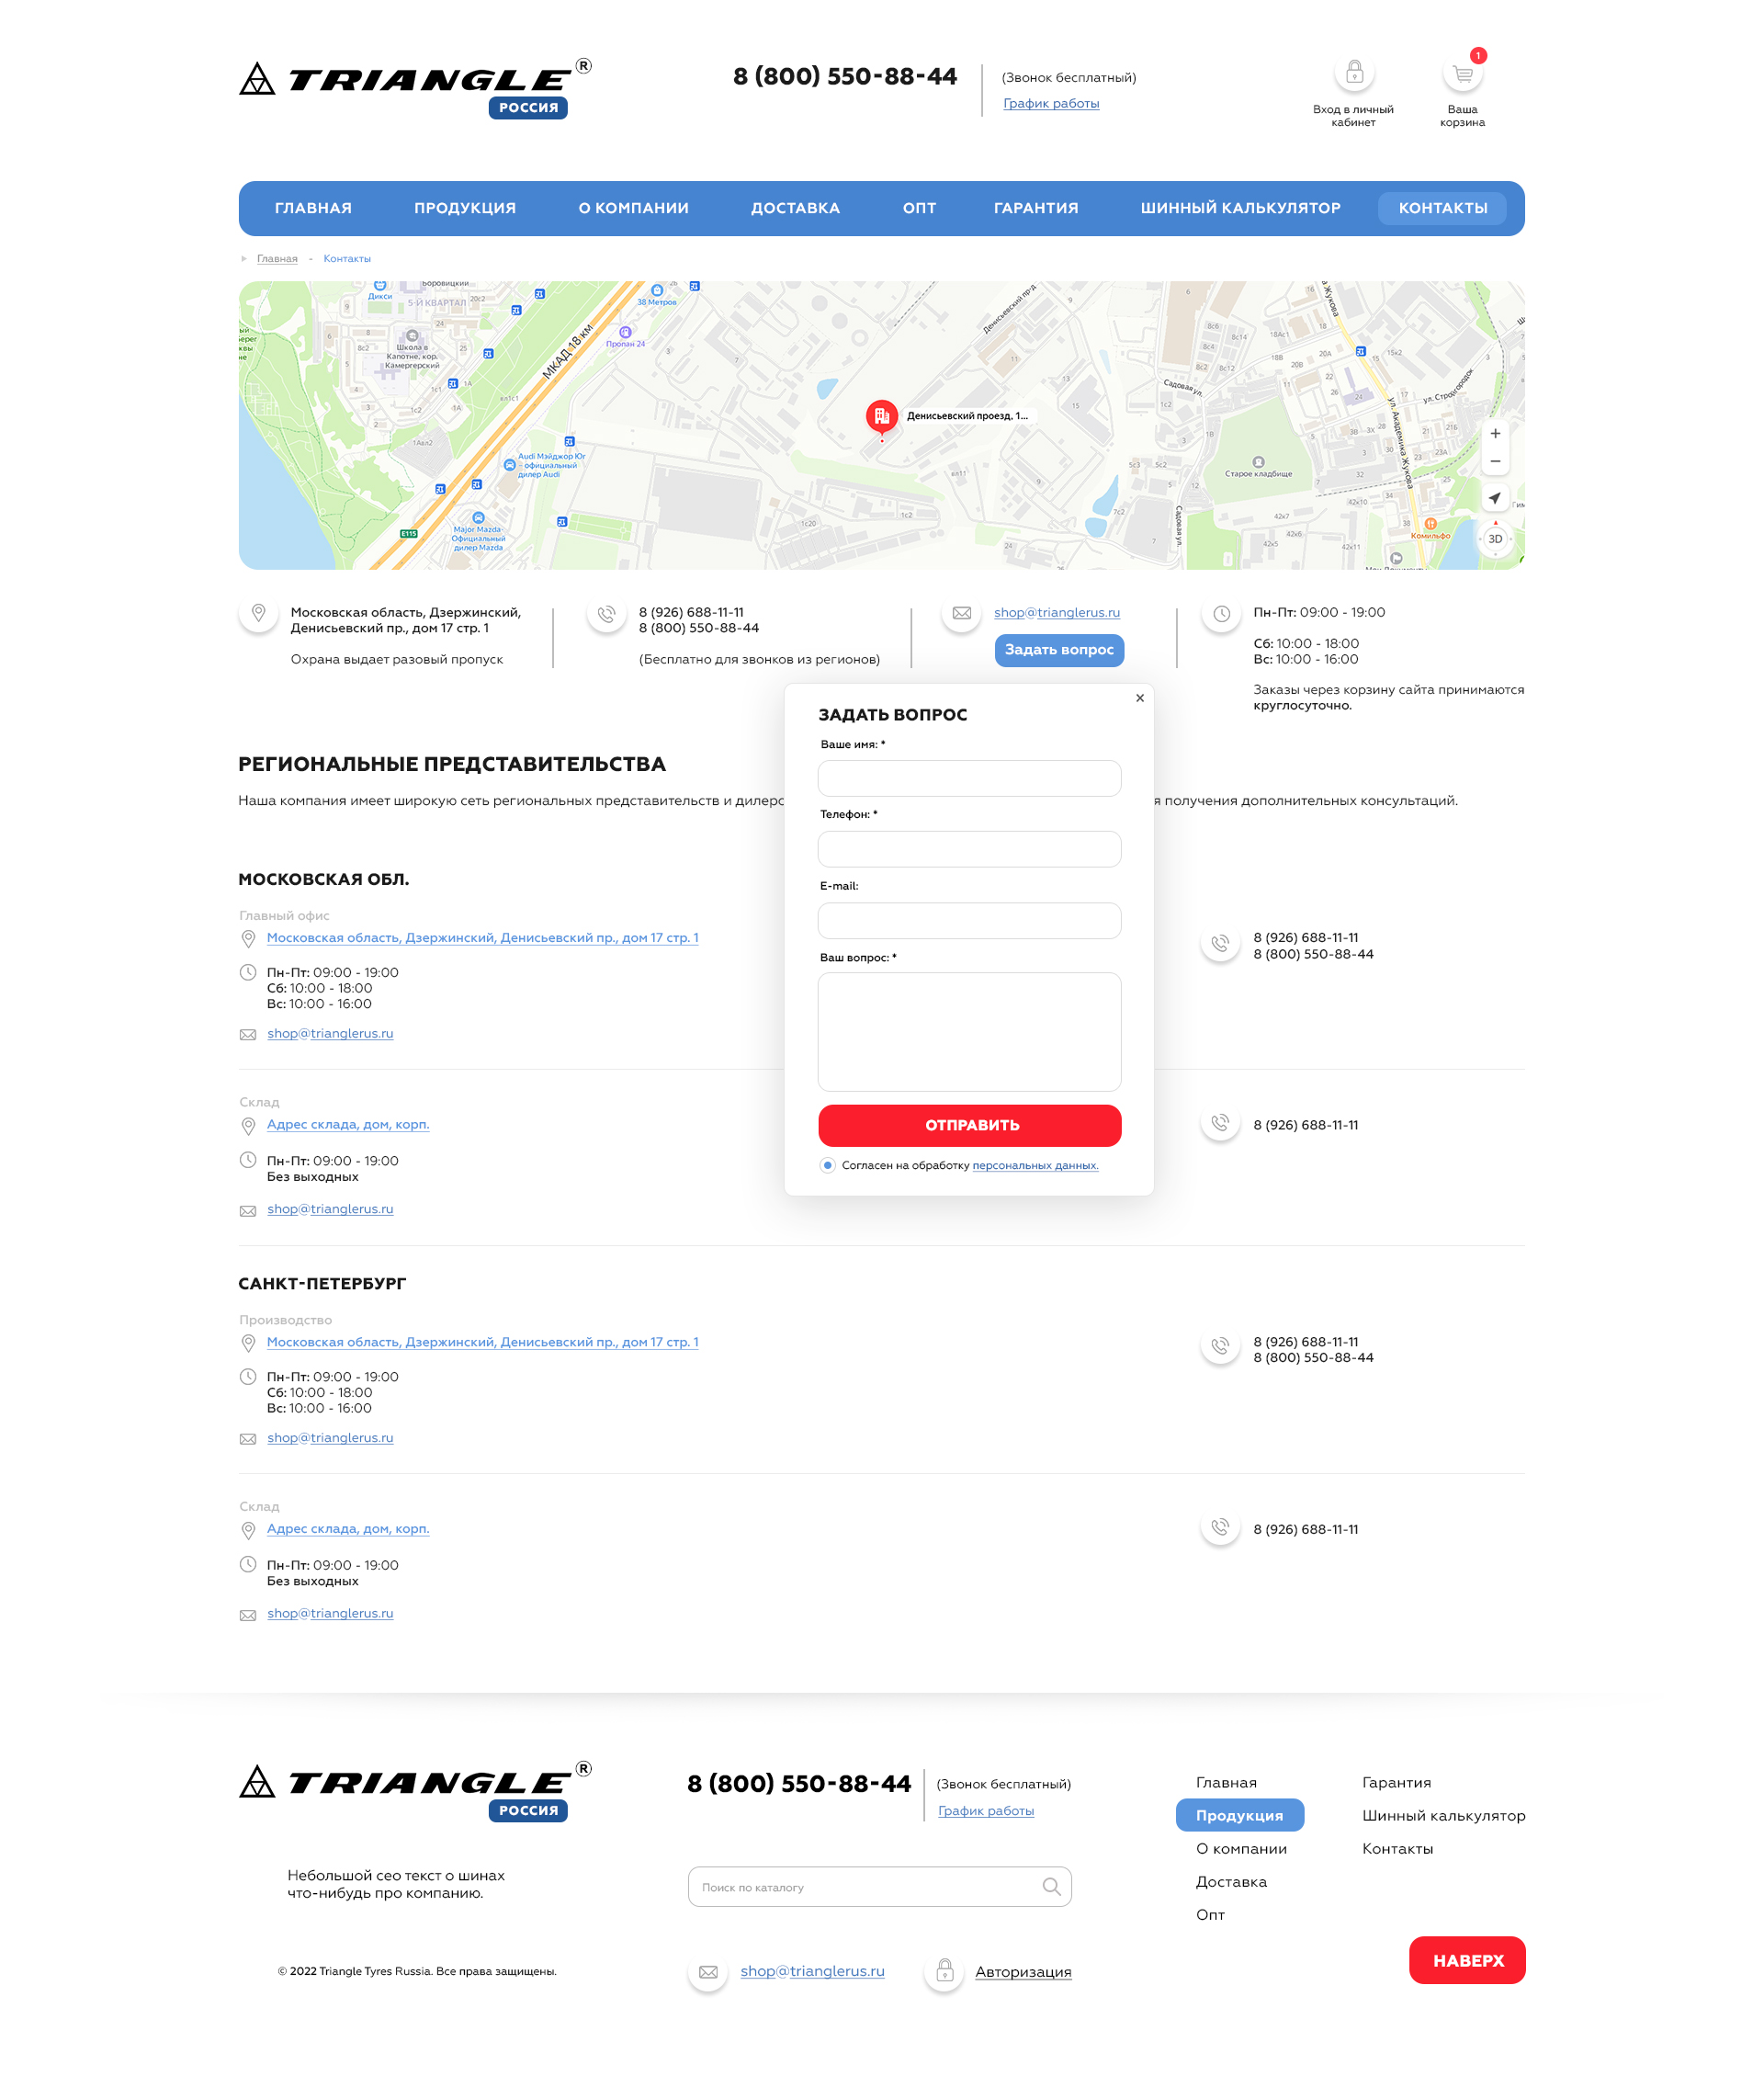 TRIANGLE®
РОССИЯ
8 (800) 550-88-44
(Звонок бесплатный)
График работы
Вход в личный
кабинет
1
Ваша
корзина
ГЛАВНАЯ
ПРОДУКЦИЯ
О КОМПАНИИ
ДОСТАВКА
ОПТ
ГАРАНТИЯ
ШИННЫЙ КАЛЬКУЛЯТОР
КОНТАКТЫ
Главная - Контакты
Боровицкий
Дикси
5-Й КВАРТАЛ
20с2
38 Метров
Пропан 24
МКАД 18 км
Школа в
Капотне, кор.
Камергерский
Денисьевский пр-д
Садовая ул.
Денисьевский проезд, 1...
ул. Академика Жукова
Audi Мэйджор Юг
- официальный
дилер Audi
Major Mazda
Официальный
дилер Mazda
E115
1с20
1с2
Старое кладбище
Садовая ул.
Комильфо
+
−
3D
Московская область, Дзержинский,
Денисьевский пр., дом 17 стр. 1
Охрана выдает разовый пропуск
8 (926) 688-11-11
8 (800) 550-88-44
(Бесплатно для звонков из регионов)
shop@trianglerus.ru
Задать вопрос
Пн-Пт: 09:00 - 19:00
Сб: 10:00 - 18:00
Вс: 10:00 - 16:00
Заказы через корзину сайта принимаются
круглосуточно.
x
ЗАДАТЬ ВОПРОС
Ваше имя: *
Телефон: *
E-mail:
Ваш вопрос: *
ОТПРАВИТЬ
Согласен на обработку персональных данных.
РЕГИОНАЛЬНЫЕ ПРЕДСТАВИТЕЛЬСТВА
Наша компания имеет широкую сеть региональных представительств и получения дополнительных консультаций.
МОСКОВСКАЯ ОБЛ.
Главный офис
Московская область, Дзержинский, Денисьевский пр., дом 17 стр. 1
Пн-Пт: 09:00 - 19:00
Сб: 10:00 - 18:00
Вс: 10:00 - 16:00
shop@trianglerus.ru
8 (926) 688-11-11
8 (800) 550-88-44
Склад
Адрес склада, дом, корп.
Пн-Пт: 09:00 - 19:00
Без выходных
shop@trianglerus.ru
8 (926) 688-11-11
САНКТ-ПЕТЕРБУРГ
Производство
Московская область, Дзержинский, Денисьевский пр., дом 17 стр. 1
Пн-Пт: 09:00 - 19:00
Сб: 10:00 - 18:00
Вс: 10:00 - 16:00
shop@trianglerus.ru
8 (926) 688-11-11
8 (800) 550-88-44
Склад
Адрес склада, дом, корп.
Пн-Пт: 09:00 - 19:00
Без выходных
shop@trianglerus.ru
8 (926) 688-11-11
TRIANGLE®
РОССИЯ
Небольшой сео текст о шинах
что-нибудь про компанию.
© 2022 Triangle Tyres Russia. Все права защищены.
8 (800) 550-88-44
(Звонок бесплатный)
График работы
Поиск по каталогу
shop@trianglerus.ru
Авторизация
Главная
Продукция
О компании
Доставка
Опт
Гарантия
Шинный калькулятор
Контакты
НАВЕРХ